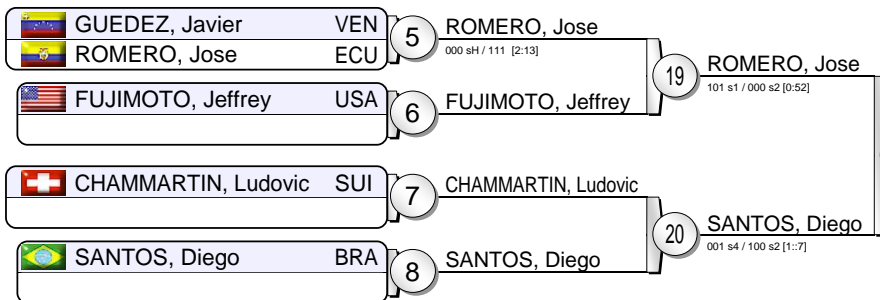 GUEDEZ, Javier VEN
ROMERO, Jose ECU
5
ROMERO, Jose
000 sH / 111 [2:13]
FUJIMOTO, Jeffrey USA
6
FUJIMOTO, Jeffrey
19
ROMERO, Jose
101 s1 / 000 s2 [0:52]
CHAMMARTIN, Ludovic SUI
7
CHAMMARTIN, Ludovic
SANTOS, Diego BRA
8
SANTOS, Diego
20
SANTOS, Diego
001 s4 / 100 s2 [1::7]